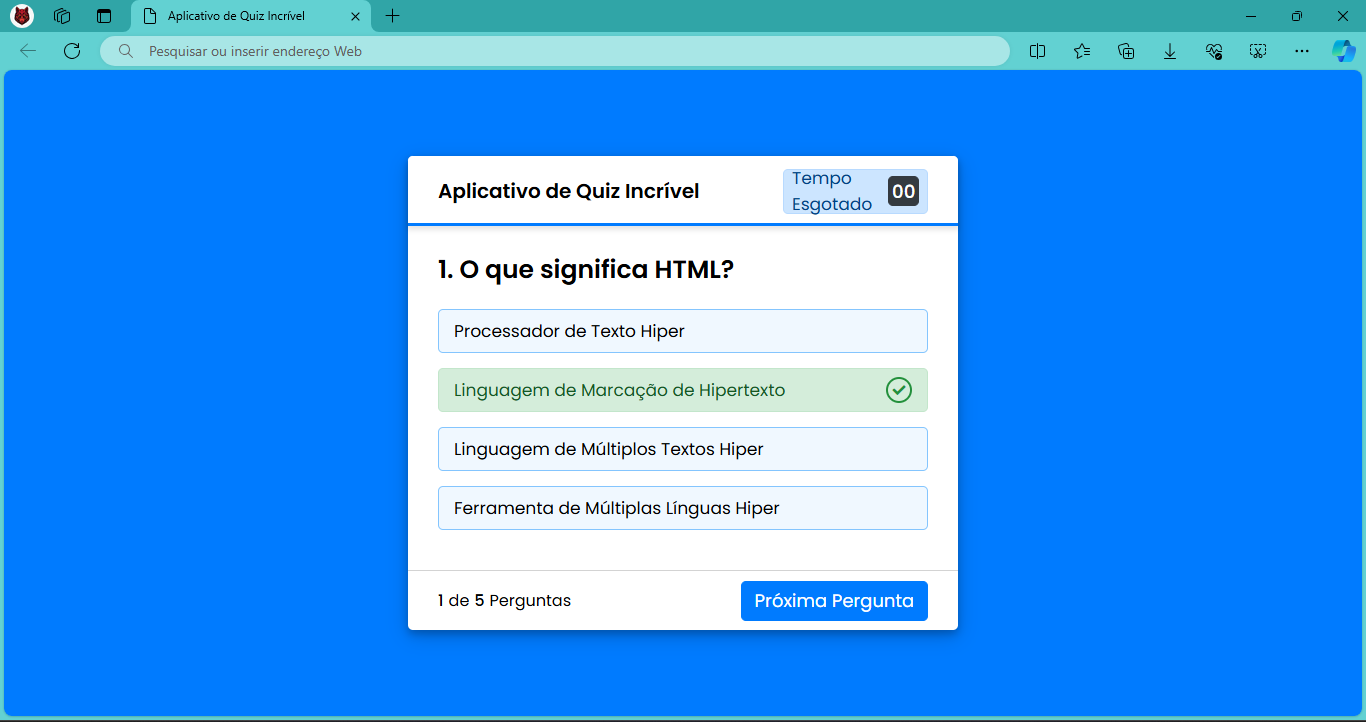 Aplicativo de Quiz Incrível
Pesquisar ou inserir endereço Web
Aplicativo de Quiz Incrível
Tempo
Esgotado
00
1. O que significa HTML?
Processador de Texto Hiper
Linguagem de Marcação de Hipertexto
Linguagem de Múltiplos Textos Hiper
Ferramenta de Múltiplas Línguas Hiper
1 de 5 Perguntas
Próxima Pergunta